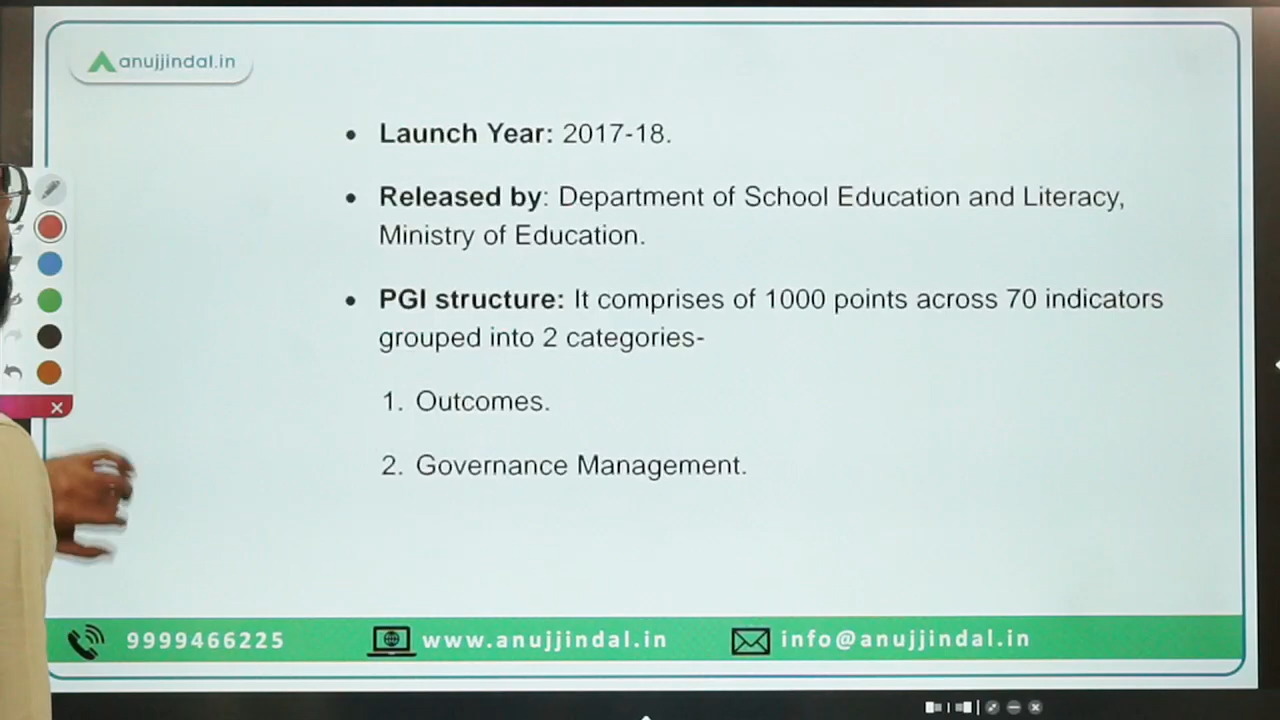 anujjindal.in
• Launch Year: 2017-18.
• Released by: Department of School Education and Literacy,
Ministry of Education.
• PGI structure: It comprises of 1000 points across 70 indicators
grouped into 2 categories-
1. Outcomes.
2. Governance Management.
9999466225 www.anujjindal.in info@anujjindal.in